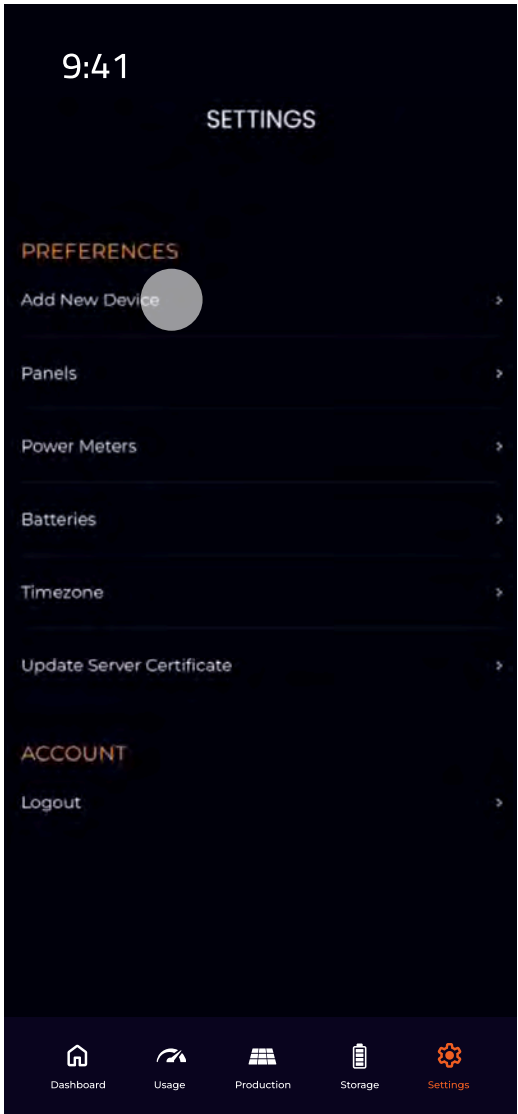 9:41
SETTINGS
PREFERENCES
Add New Device
Panels
Power Meters
Batteries
Timezone
Update Server Certificate
ACCOUNT
Logout
Dashboard Usage Production Storage Settings